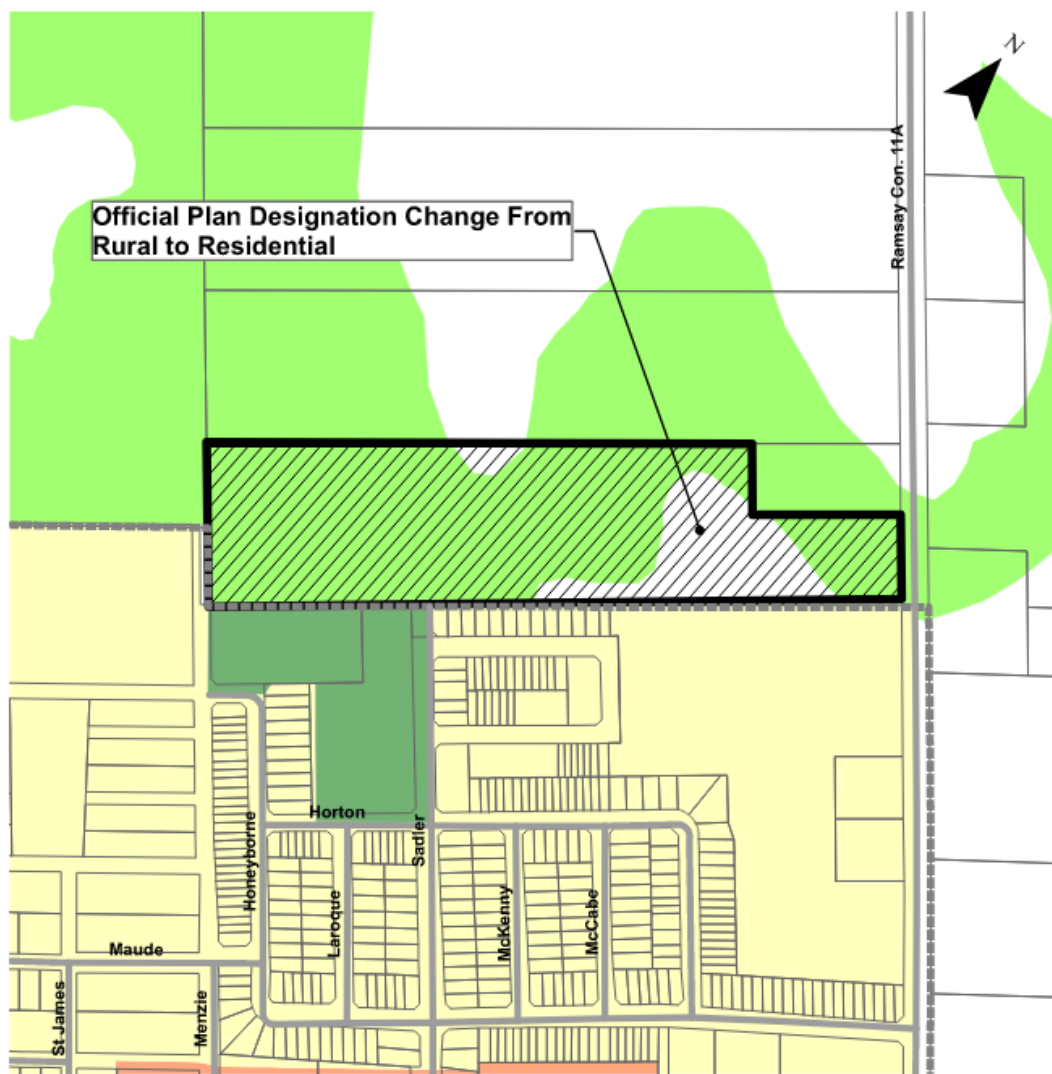 N
Ramsay Con. 11A
Official Plan Designation Change From
Rural to Residential
Horton
Honeyborne
Sadler
Laroque
McKenny
McCabe
Maude
St James
Menzie